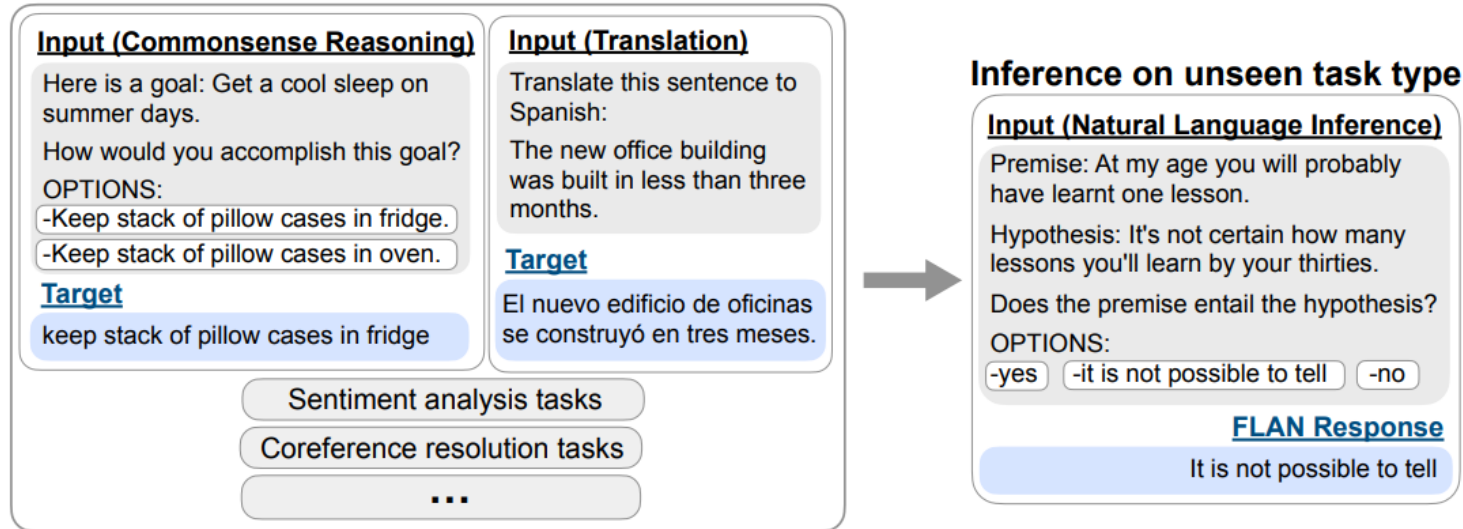 Input (Commonsense Reasoning)
Here is a goal: Get a cool sleep on
summer days.
How would you accomplish this goal?
OPTIONS:
-Keep stack of pillow cases in fridge.
-Keep stack of pillow cases in oven.
Target
keep stack of pillow cases in fridge
Input (Translation)
Translate this sentence to
Spanish:
The new office building
was built in less than three
months.
Target
El nuevo edificio de oficinas
se construyó en tres meses.
Sentiment analysis tasks
Coreference resolution tasks
...
Inference on unseen task type
Input (Natural Language Inference)
Premise: At my age you will probably
have learnt one lesson.
Hypothesis: It's not certain how many
lessons you'll learn by your thirties.
Does the premise entail the hypothesis?
OPTIONS:
-yes -it is not possible to tell -no
FLAN Response
It is not possible to tell